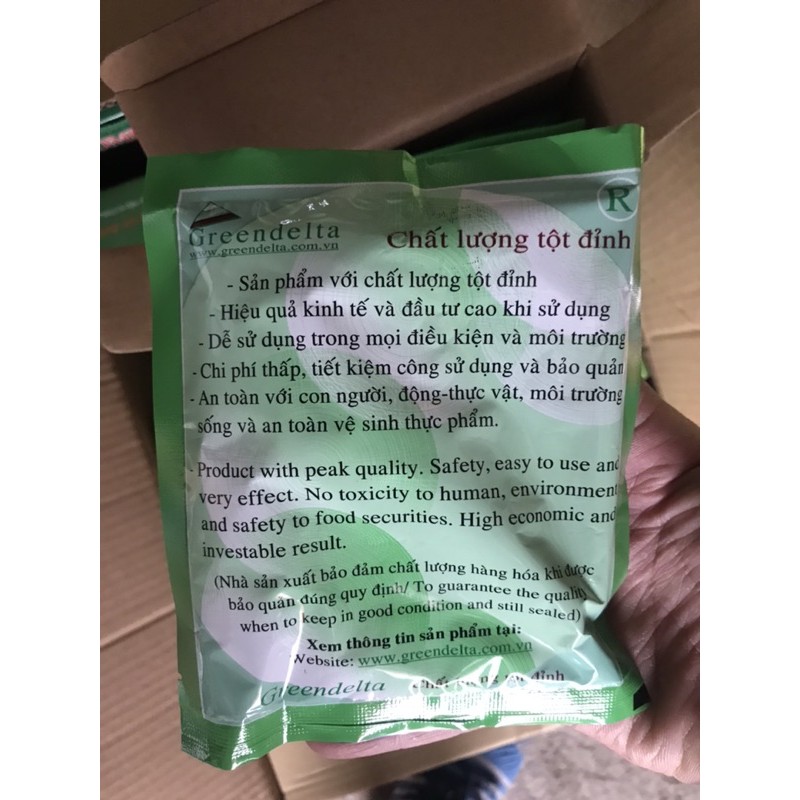 R
Greendelta
www.greendelta.com.vn
Chất lượng tột đỉnh
- Sản phẩm với chất lượng tột đỉnh
- Hiệu quả kinh tế và đầu tư cao khi sử dụng
- Dễ sử dụng trong mọi điều kiện và môi trường
- Chi phí thấp, tiết kiệm công sử dụng và bảo quản
- An toàn với con người, động-thực vật, môi trường
sống và an toàn vệ sinh thực phẩm.
- Product with peak quality. Safety, easy to use and
very effect. No toxicity to human, environment
and safety to food securities. High economic and
investable result.
(Nhà sản xuất bảo đảm chất lượng hàng hóa khi được
bảo quản đúng quy định/ To guarantee the quality
when to keep in good condition and still sealed)
Xem thông tin sản phẩm tại:
Website: www.greendelta.com.vn
Greendelta Chất lượng tột đỉnh